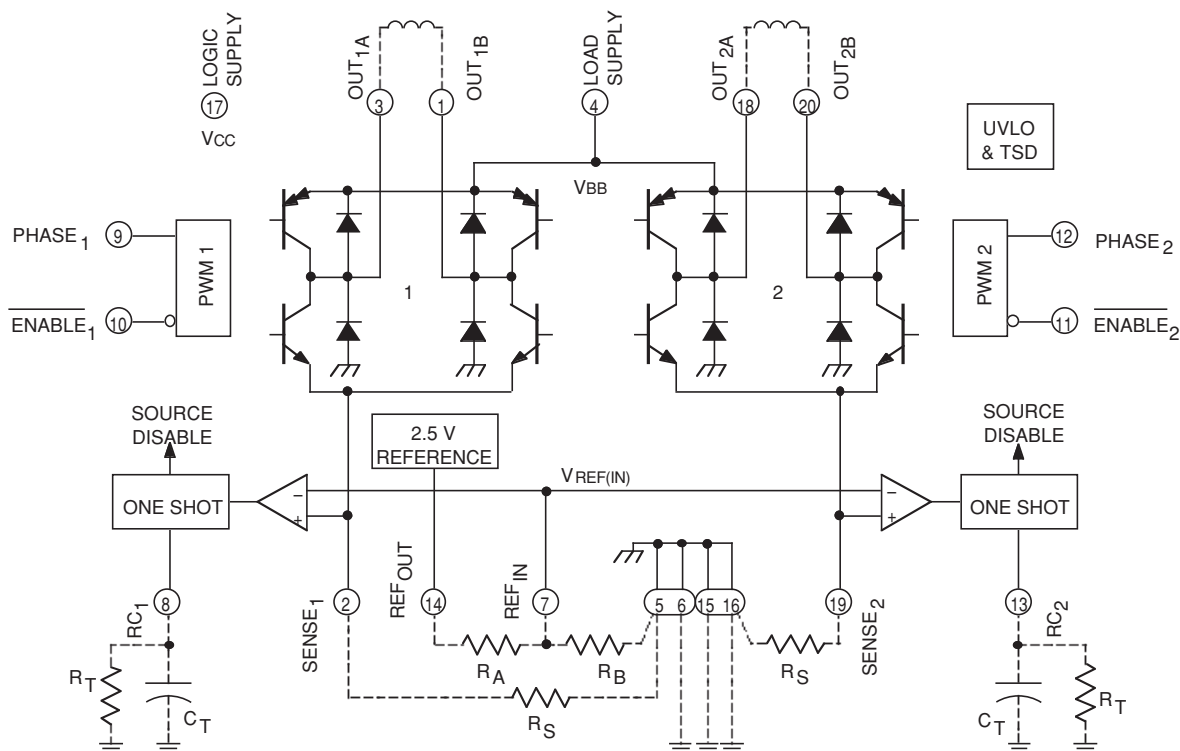 LOGIC SUPPLY
17
VCC
OUT1A
OUT1B
3
1
LOAD SUPPLY
4
OUT2A
OUT2B
18
20
UVLO
& TSD
VBB
PHASE1
9
PWM 1
ENABLE1
10
1
2
PWM 2
12
PHASE2
11
ENABLE2
SOURCE
DISABLE
2.5 V
REFERENCE
SOURCE
DISABLE
VREF(IN)
ONE SHOT
−
+
−
+
ONE SHOT
RC1
8
SENSE1
2
REFOUT
14
REFIN
7
5
6
15
16
19
SENSE2
13
RC2
RA
RB
RS
RS
RT
CT
CT
RT